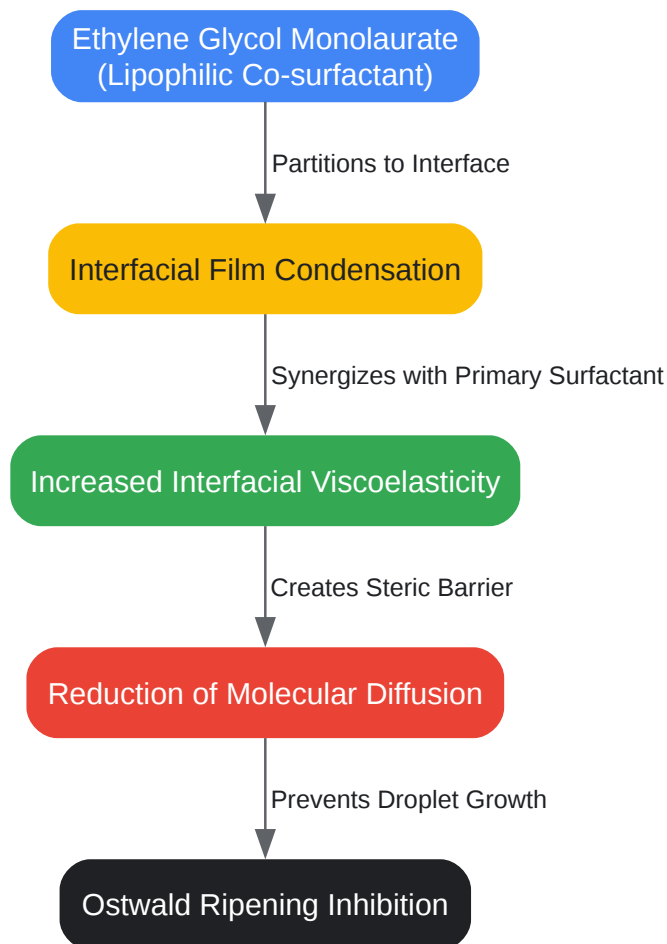 Ethylene Glycol Monolaurate
(Lipophilic Co-surfactant)
Partitions to Interface
Interfacial Film Condensation
Synergizes with Primary Surfactant
Increased Interfacial Viscoelasticity
Creates Steric Barrier
Reduction of Molecular Diffusion
Prevents Droplet Growth
Ostwald Ripening Inhibition